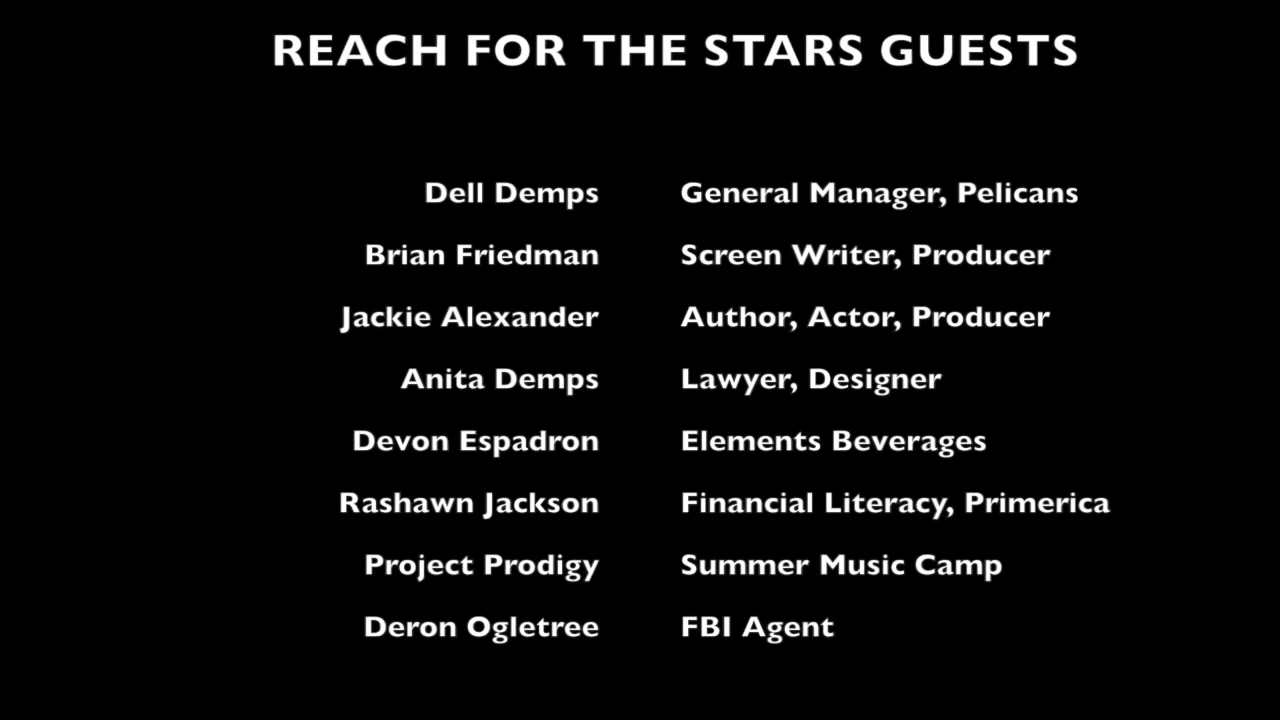 REACH FOR THE STARS GUESTS
Dell Demps General Manager, Pelicans
Brian Friedman Screen Writer, Producer
Jackie Alexander Author, Actor, Producer
Anita Demps Lawyer, Designer
Devon Espadron Elements Beverages
Rashawn Jackson Financial Literacy, Primerica
Project Prodigy Summer Music Camp
Deron Ogletree FBI Agent